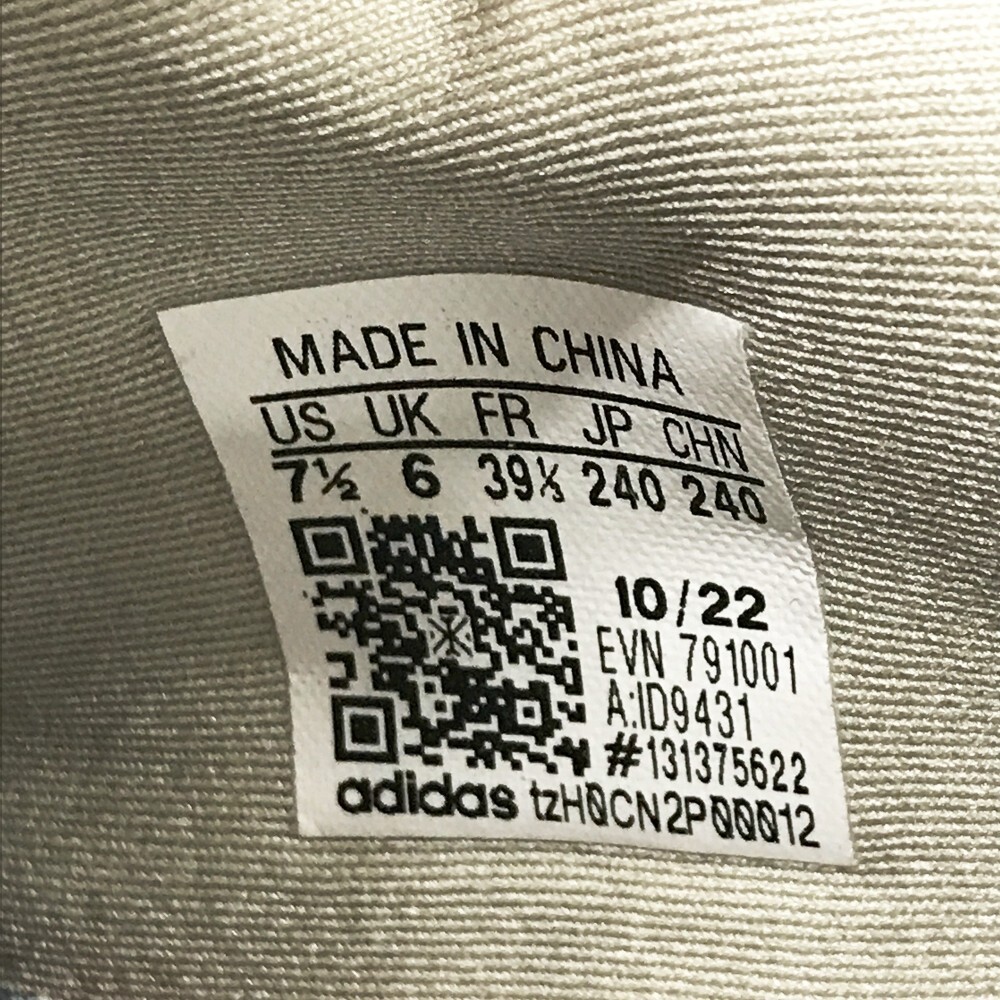 MADE IN CHINA
US UK FR JP CHN
7½ 6 39⅓ 240 240
10/22
EVN 791001
A:ID9431
#131375622
adidas tzH0CN2P00012